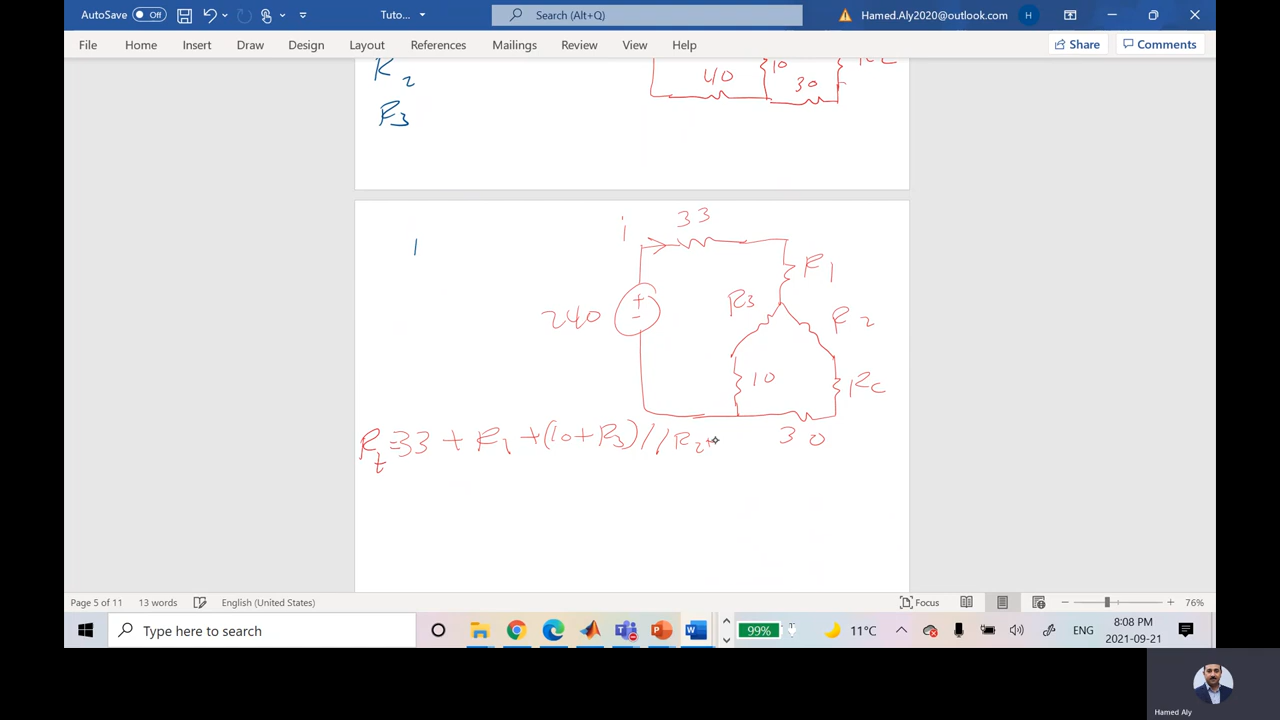 AutoSave Off
Tuto...
Search (Alt+Q)
Hamed.Aly2020@outlook.com
H
File Home Insert Draw Design Layout References Mailings Review View Help
Share Comments
R2
R3
40
10
30
RC
i
33
R1
R3
R2
240
10
RC
30
Rt=33 + R1 +(10+R3)//R2+
Page 5 of 11 13 words English (United States)
Focus 76%
Type here to search
99%
11°C
ENG
8:08 PM
2021-09-21
Hamed Aly